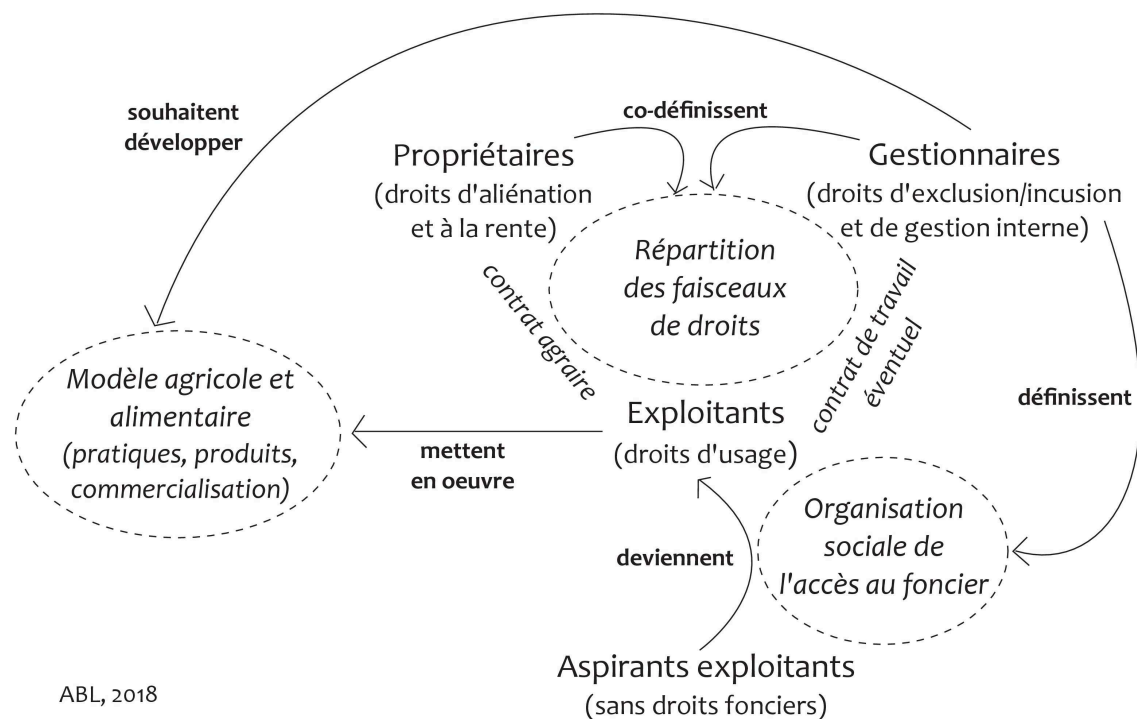 souhaitent
développer
co-définissent
Propriétaires
(droits d'aliénation
et à la rente)
Gestionnaires
(droits d'exclusion/incusion
et de gestion interne)
Répartition
des faisceaux
de droits
contrat agraire
contrat de travail
éventuel
Modèle agricole et
alimentaire
(pratiques, produits,
commercialisation)
mettent
en oeuvre
Exploitants
(droits d'usage)
définissent
Organisation
sociale de
l'accès au foncier
deviennent
Aspirants exploitants
(sans droits fonciers)
ABL, 2018